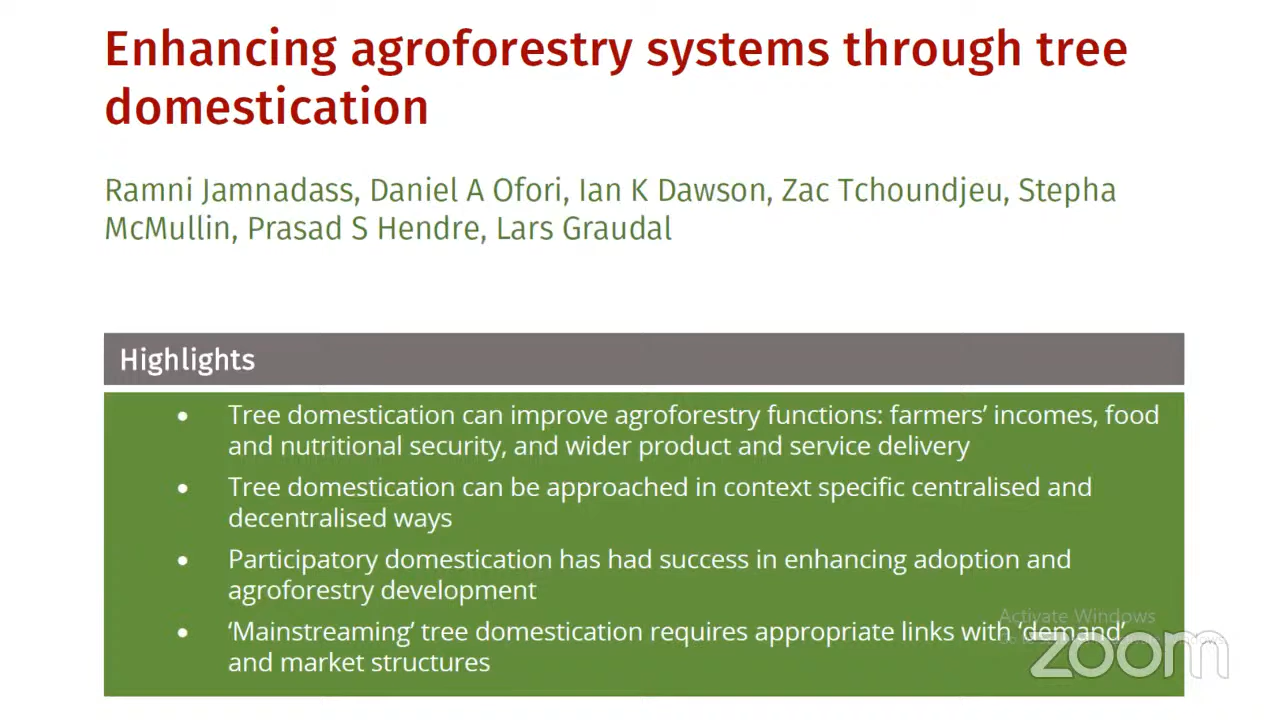 Enhancing agroforestry systems through tree
domestication
Ramni Jamnadass, Daniel A Ofori, Ian K Dawson, Zac Tchoundjeu, Stepha
McMullin, Prasad S Hendre, Lars Graudal
Highlights
• Tree domestication can improve agroforestry functions: farmers’ incomes, food
and nutritional security, and wider product and service delivery
• Tree domestication can be approached in context specific centralised and
decentralised ways
• Participatory domestication has had success in enhancing adoption and
agroforestry development
• ‘Mainstreaming’ tree domestication requires appropriate links with ‘demand’
and market structures
Activate Windows
zoom